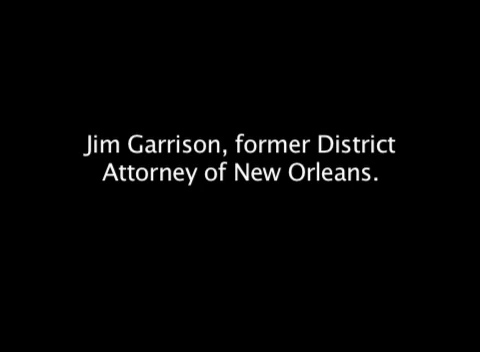 Jim Garrison, former District
Attorney of New Orleans.